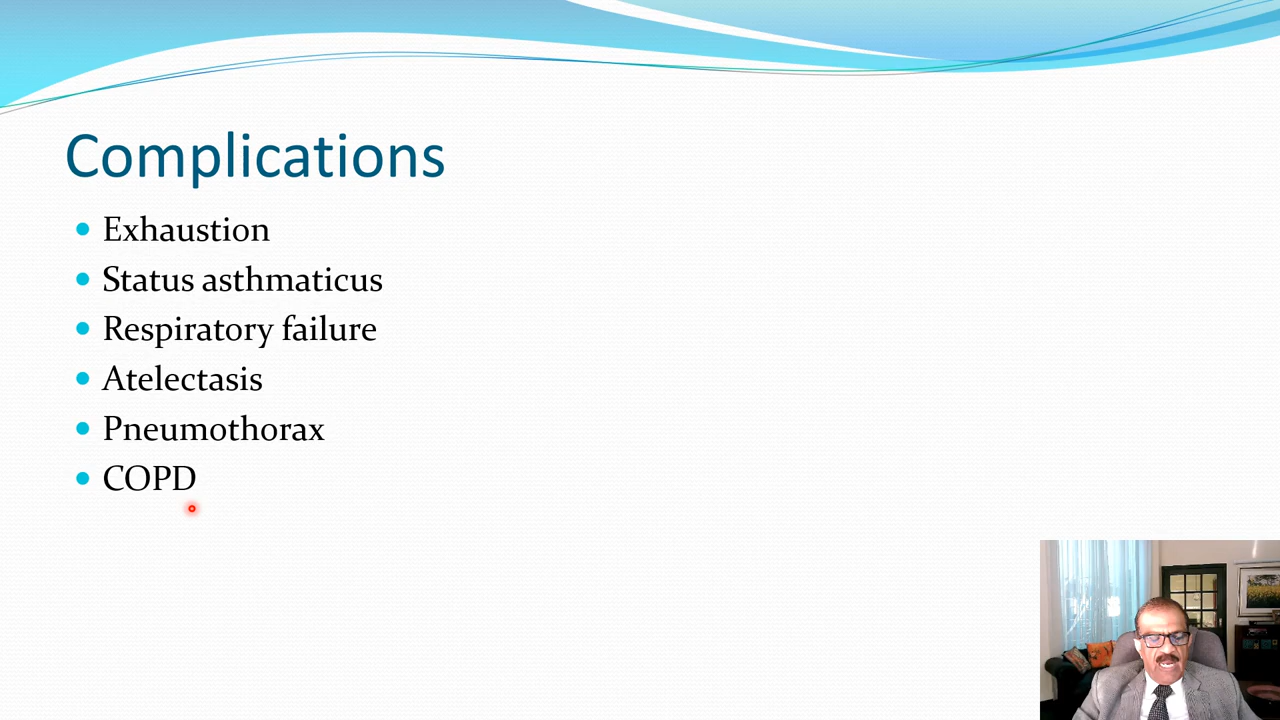 Complications
Exhaustion
Status asthmaticus
Respiratory failure
Atelectasis
Pneumothorax
COPD